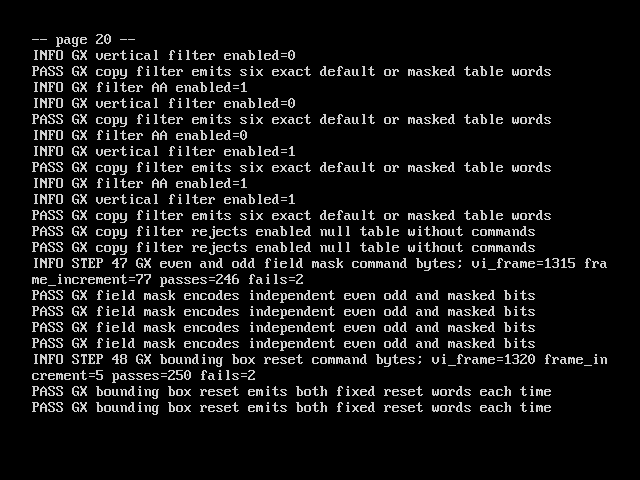 -- page 20 --
INFO GX vertical filter enabled=0
PASS GX copy filter emits six exact default or masked table words
INFO GX filter AA enabled=1
INFO GX vertical filter enabled=0
PASS GX copy filter emits six exact default or masked table words
INFO GX filter AA enabled=0
INFO GX vertical filter enabled=1
PASS GX copy filter emits six exact default or masked table words
INFO GX filter AA enabled=1
INFO GX vertical filter enabled=1
PASS GX copy filter emits six exact default or masked table words
PASS GX copy filter rejects enabled null table without commands
PASS GX copy filter rejects enabled null table without commands
INFO STEP 47 GX even and odd field mask command bytes; vi_frame=1315 fra
me_increment=77 passes=246 fails=2
PASS GX field mask encodes independent even odd and masked bits
PASS GX field mask encodes independent even odd and masked bits
PASS GX field mask encodes independent even odd and masked bits
PASS GX field mask encodes independent even odd and masked bits
INFO STEP 48 GX bounding box reset command bytes; vi_frame=1320 frame_in
crement=5 passes=250 fails=2
PASS GX bounding box reset emits both fixed reset words each time
PASS GX bounding box reset emits both fixed reset words each time